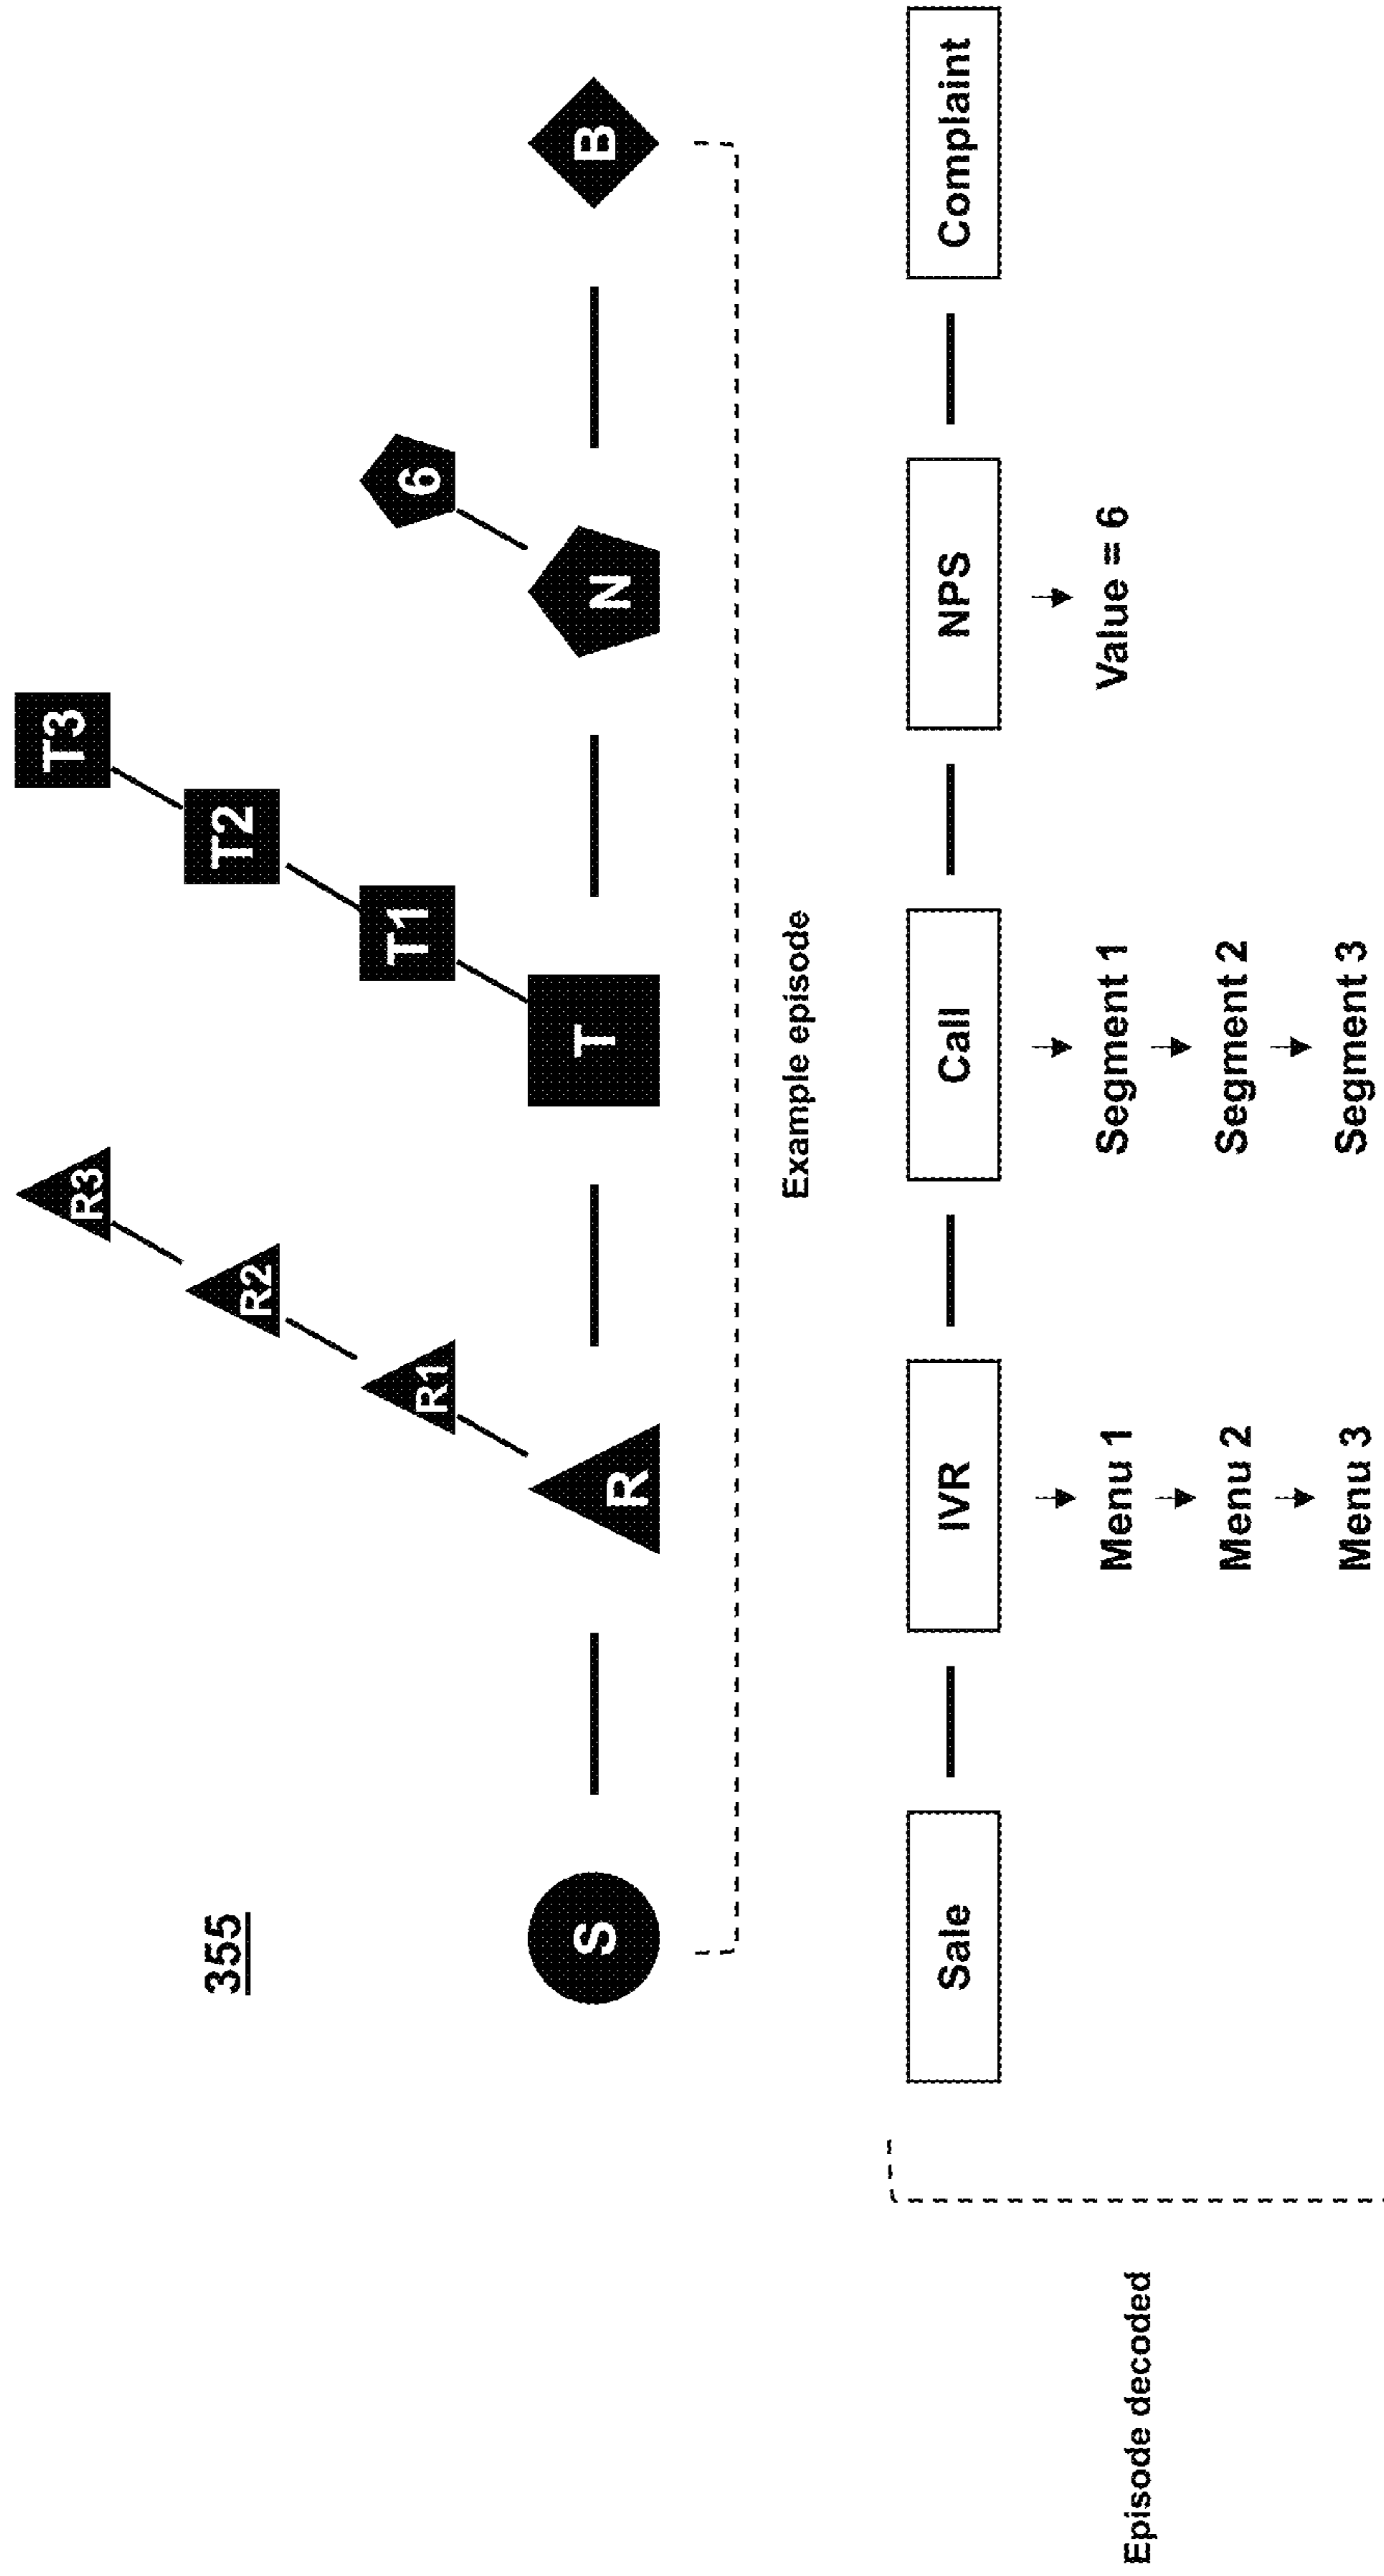 355
R3
T3
R2
T2
R1
T1
6
S
R
T
N
B
Example episode
Episode decoded
Sale
IVR
Call
NPS
Complaint
Menu 1
Segment 1
Value = 6
Menu 2
Segment 2
Menu 3
Segment 3